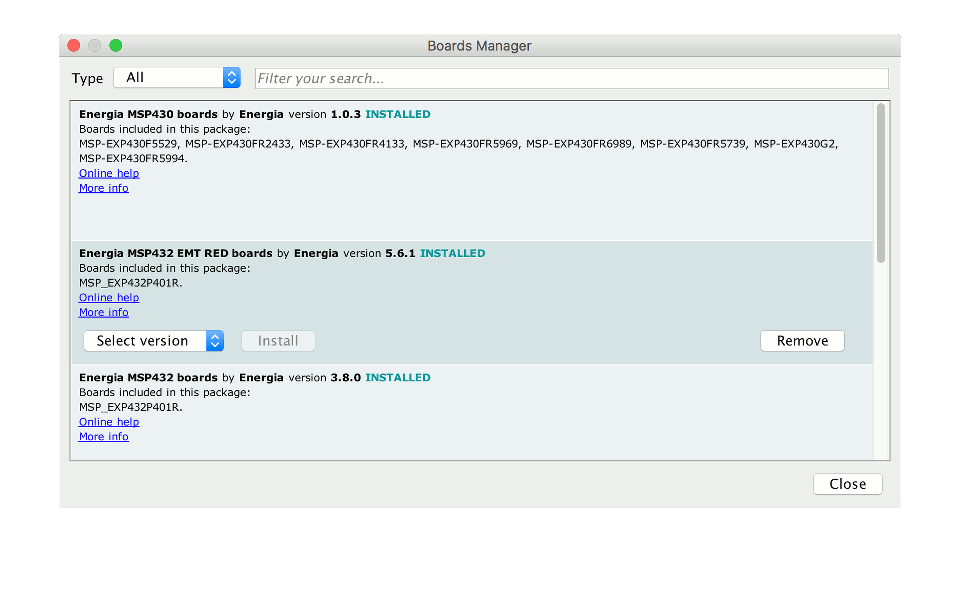 Boards Manager
Type All Filter your search...
Energia MSP430 boards by Energia version 1.0.3 INSTALLED
Boards included in this package:
MSP-EXP430F5529, MSP-EXP430FR2433, MSP-EXP430FR4133, MSP-EXP430FR5969, MSP-EXP430FR6989, MSP-EXP430FR5739, MSP-EXP430G2,
MSP-EXP430FR5994.
Online help
More info
Energia MSP432 EMT RED boards by Energia version 5.6.1 INSTALLED
Boards included in this package:
MSP_EXP432P401R.
Online help
More info
Select version Install Remove
Energia MSP432 boards by Energia version 3.8.0 INSTALLED
Boards included in this package:
MSP_EXP432P401R.
Online help
More info
Close